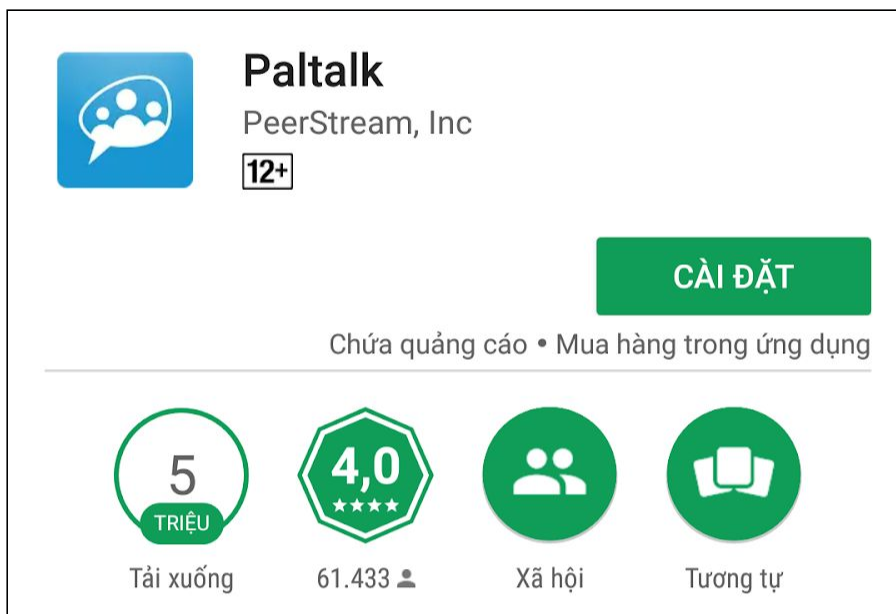 Paltalk
PeerStream, Inc
12+
CÀI ĐẶT
Chứa quảng cáo • Mua hàng trong ứng dụng
5
TRIỆU
Tải xuống
4,0
61.433
Xã hội
Tương tự